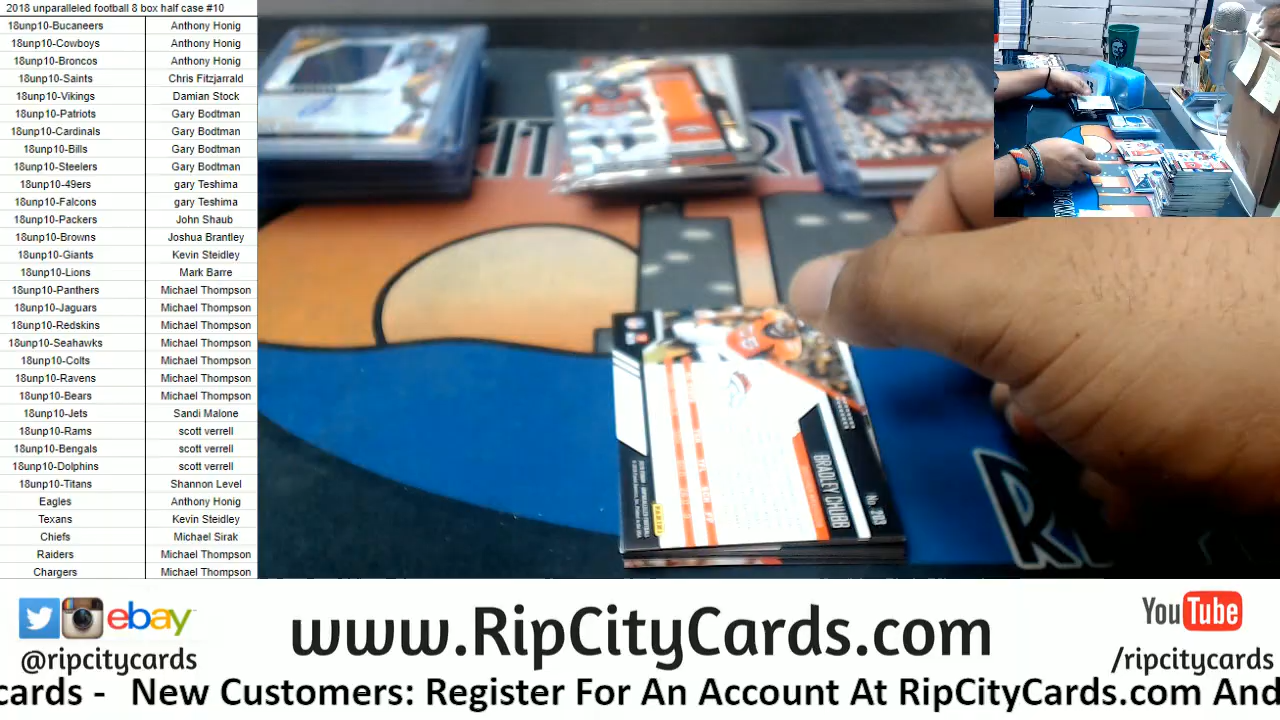 2018 unparalleled football 8 box half case #10
18unp10-Bucaneers Anthony Honig
18unp10-Cowboys Anthony Honig
18unp10-Broncos Anthony Honig
18unp10-Saints Chris Fitzjarrald
18unp10-Vikings Damian Stock
18unp10-Patriots Gary Bodtman
18unp10-Cardinals Gary Bodtman
18unp10-Bills Gary Bodtman
18unp10-Steelers Gary Bodtman
18unp10-49ers gary Teshima
18unp10-Falcons gary Teshima
18unp10-Packers John Shaub
18unp10-Browns Joshua Brantley
18unp10-Giants Kevin Steidley
18unp10-Lions Mark Barre
18unp10-Panthers Michael Thompson
18unp10-Jaguars Michael Thompson
18unp10-Redskins Michael Thompson
18unp10-Seahawks Michael Thompson
18unp10-Colts Michael Thompson
18unp10-Ravens Michael Thompson
18unp10-Bears Michael Thompson
18unp10-Jets Sandi Malone
18unp10-Rams scott verrell
18unp10-Bengals scott verrell
18unp10-Dolphins scott verrell
18unp10-Titans Shannon Level
Eagles Anthony Honig
Texans Kevin Steidley
Chiefs Michael Sirak
Raiders Michael Thompson
Chargers Michael Thompson
No. 203
BRADLEY CHUBB
PANINI
ebay
@ripcitycards
www.RipCityCards.com
YouTube
/ripcitycards
cards - New Customers: Register For An Account At RipCityCards.com And